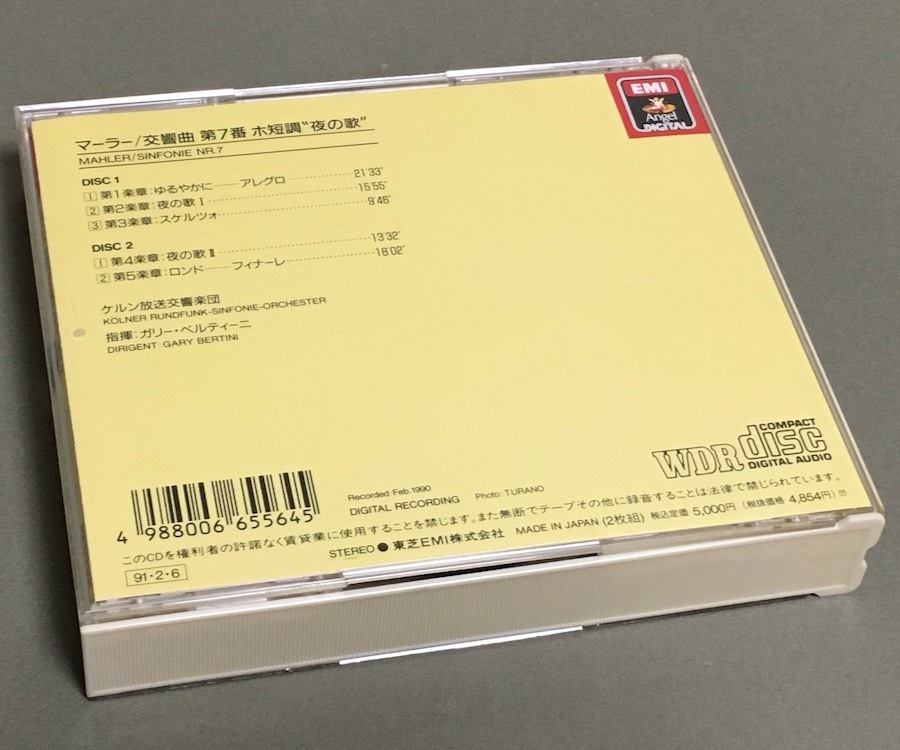 マーラー/交響曲 第7番 ホ短調“夜の歌”
MAHLER/SINFONIE NR.7
DISC 1
1 第1楽章:ゆるやかに——アレグロ 21'33"
2 第2楽章:夜の歌 I 15'55"
3 第3楽章:スケルツォ 9'46"
DISC 2
1 第4楽章:夜の歌 II 13'32"
2 第5楽章:ロンド——フィナーレ 18'02"
ケルン放送交響楽団
KÖLNER RUNDFUNK-SINFONIE-ORCHESTER
指揮:ガリー・ベルティーニ
DIRIGENT:GARY BERTINI
EMI
Angel
DIGITAL
WDR
COMPACT
disc
DIGITAL AUDIO
4 988006 655645
Recorded:Feb.1990
DIGITAL RECORDING Photo:TURANO
このCDを権利者の許諾なく賃貸業に使用することを禁じます。また無断でテープその他に録音することは法律で禁じられています。
91・2・6
STEREO ● 東芝EMI株式会社 MADE IN JAPAN (2枚組) 税込定価 5,000円 (税抜価格 4,854円)